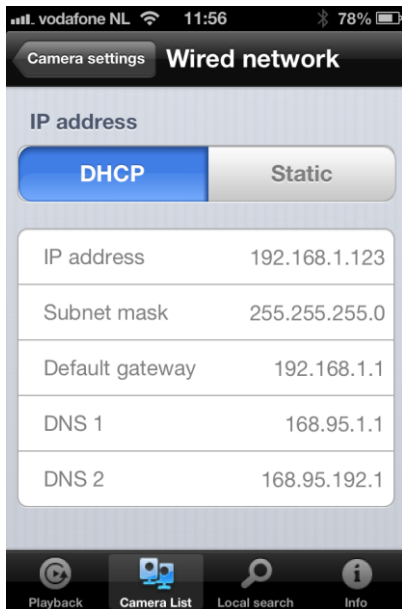 vodafone NL 11:56 78%
Camera settings Wired network
IP address
DHCP Static
IP address 192.168.1.123
Subnet mask 255.255.255.0
Default gateway 192.168.1.1
DNS 1 168.95.1.1
DNS 2 168.95.192.1
Playback Camera List Local search Info